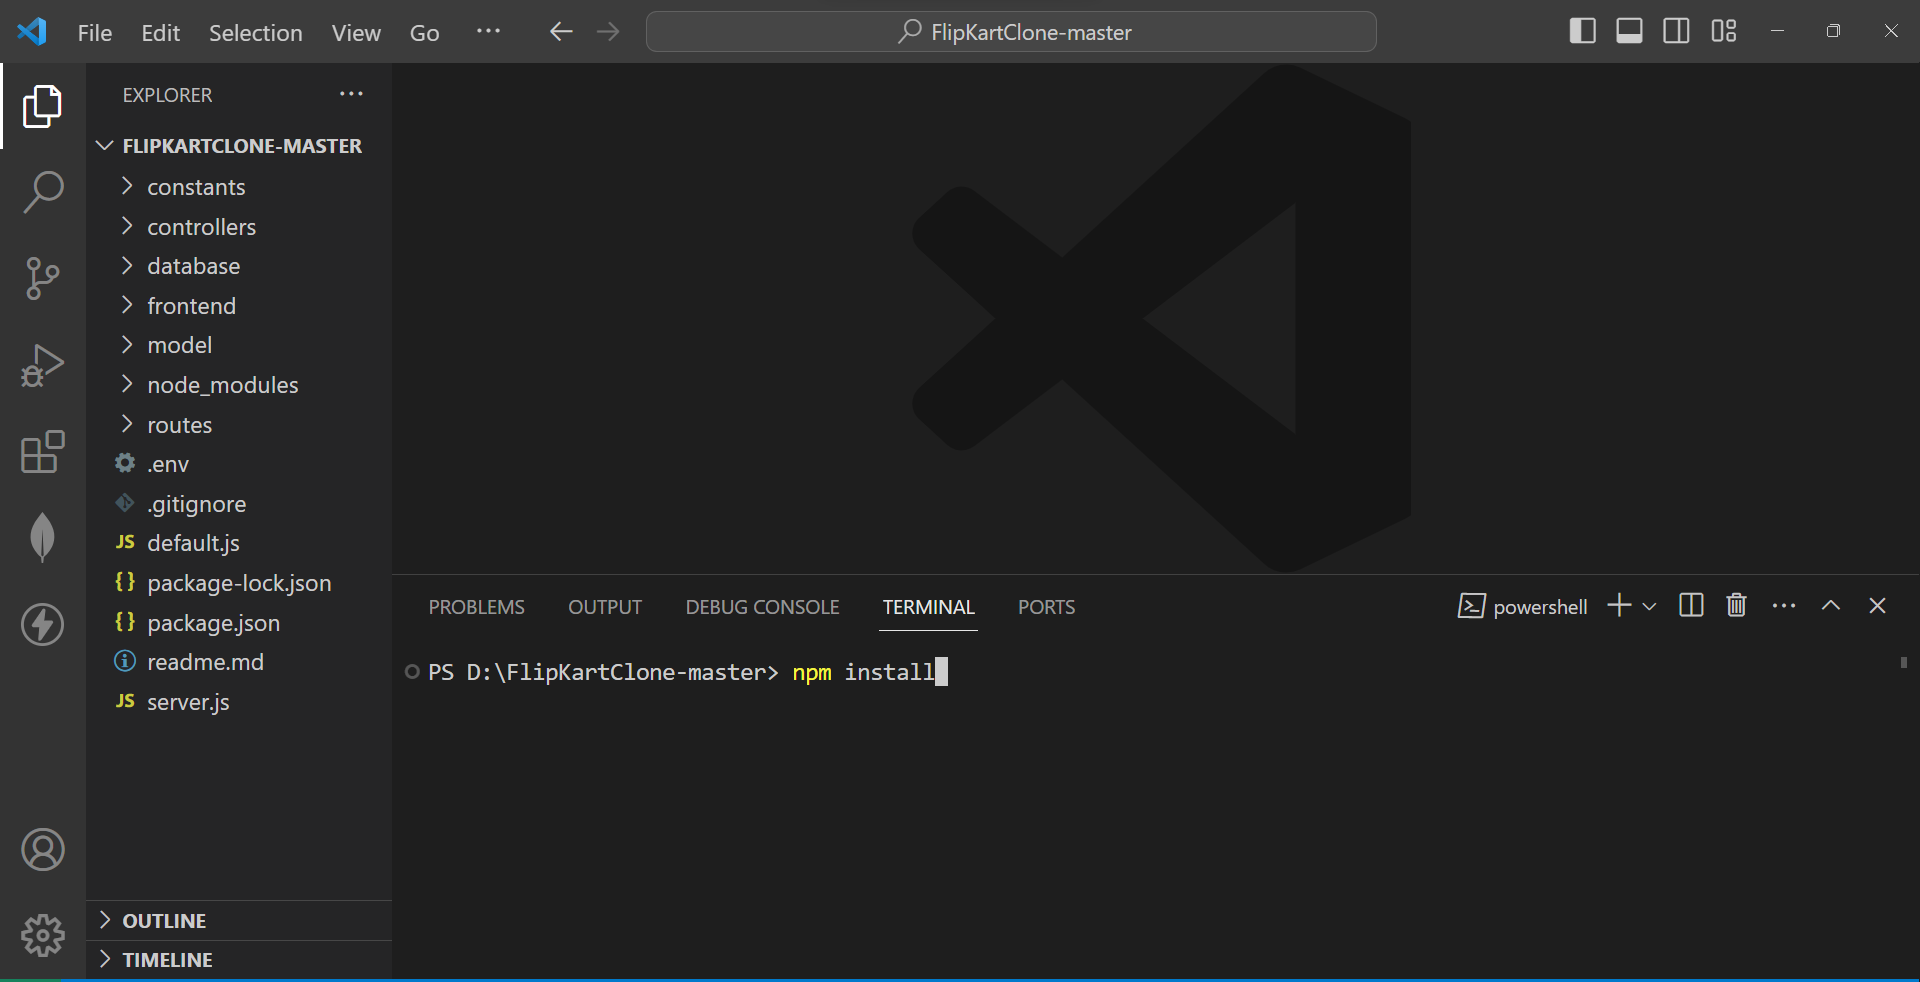 File Edit Selection View Go ··· FlipKartClone-master
EXPLORER ···
FLIPKARTCLONE-MASTER
constants
controllers
database
frontend
model
node_modules
routes
.env
.gitignore
JS default.js
{} package-lock.json
{} package.json
readme.md
JS server.js
OUTLINE
TIMELINE
PROBLEMS OUTPUT DEBUG CONSOLE TERMINAL PORTS powershell ···
PS D:\FlipKartClone-master> npm install